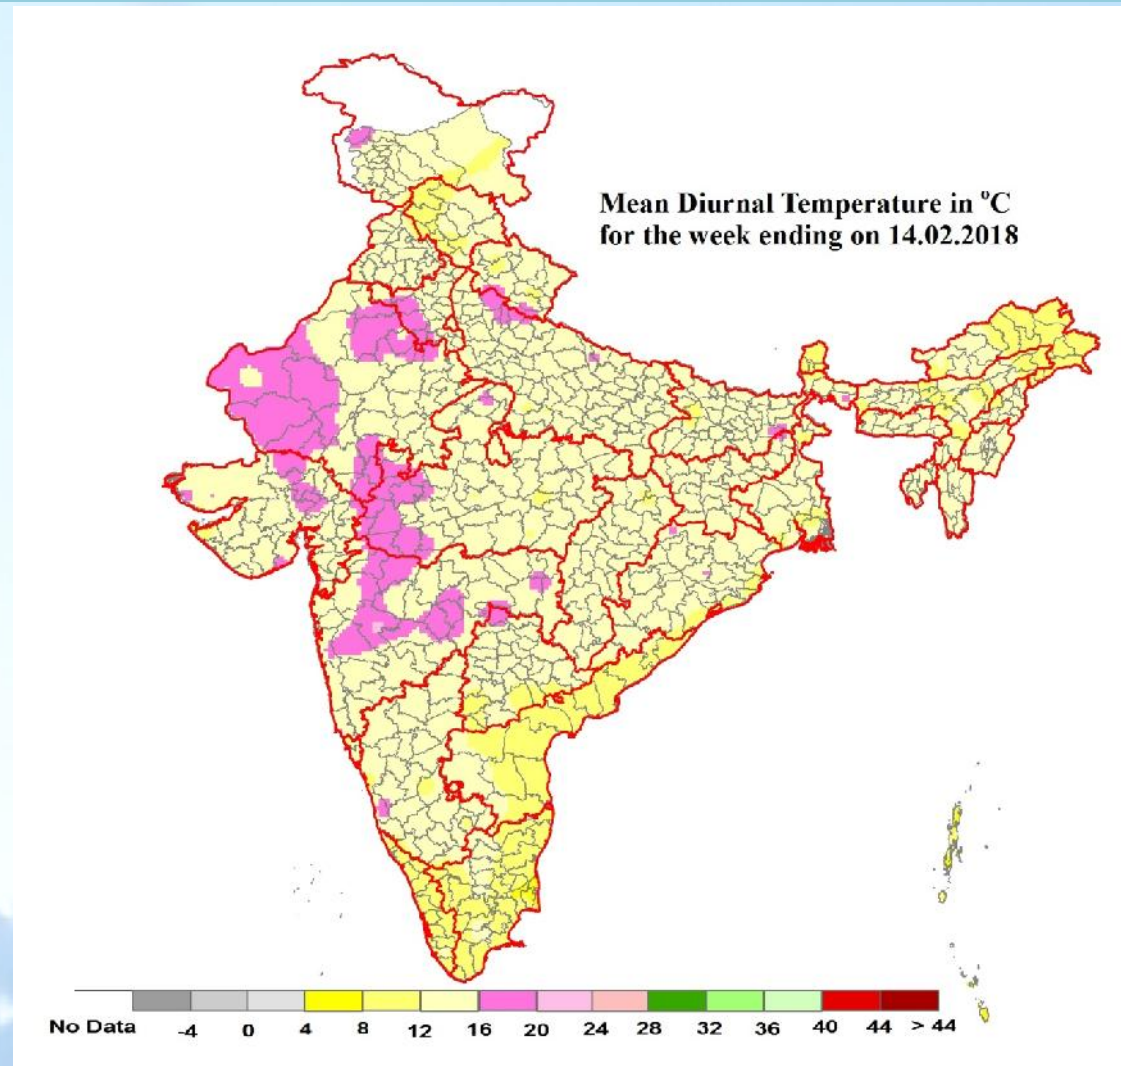 Mean Diurnal Temperature in °C
for the week ending on 14.02.2018
No Data -4 0 4 8 12 16 20 24 28 32 36 40 44 > 44